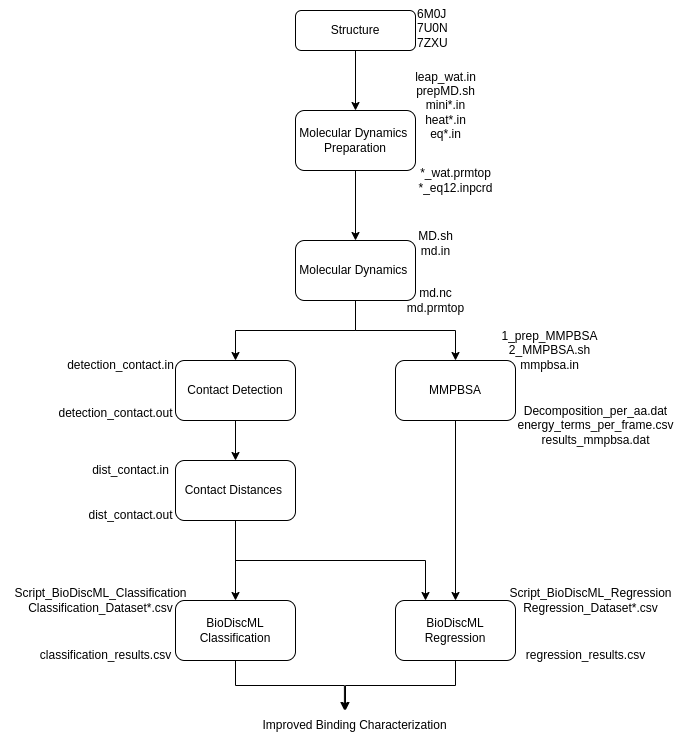 Structure
6M0J
7U0N
7ZXU
leap_wat.in
prepMD.sh
mini*.in
heat*.in
eq*.in
Molecular Dynamics
Preparation
*_wat.prmtop
*_eq12.inpcrd
MD.sh
md.in
Molecular Dynamics
md.nc
md.prmtop
detection_contact.in
Contact Detection
detection_contact.out
1_prep_MMPBSA
2_MMPBSA.sh
mmpbsa.in
MMPBSA
Decomposition_per_aa.dat
energy_terms_per_frame.csv
results_mmpbsa.dat
dist_contact.in
Contact Distances
dist_contact.out
Script_BioDiscML_Classification
Classification_Dataset*.csv
BioDiscML
Classification
classification_results.csv
Script_BioDiscML_Regression
Regression_Dataset*.csv
BioDiscML
Regression
regression_results.csv
Improved Binding Characterization